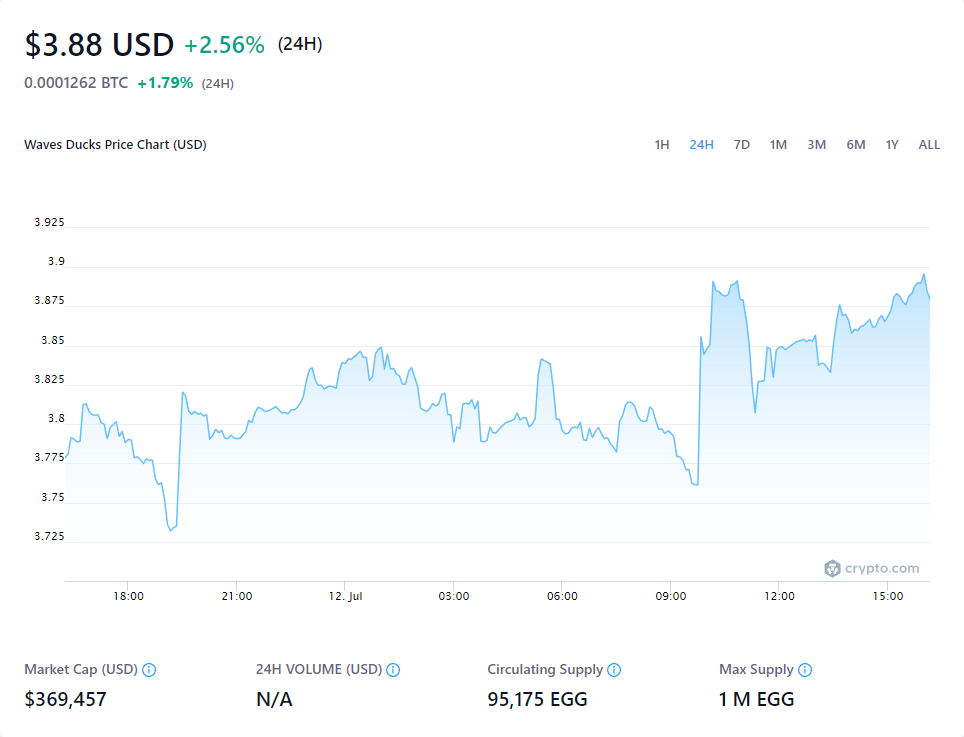 $3.88 USD +2.56% (24H)
0.0001262 BTC +1.79% (24H)
Waves Ducks Price Chart (USD) 1H 24H 7D 1M 3M 6M 1Y ALL
3.925
3.9
3.875
3.85
3.825
3.8
3.775
3.75
3.725
crypto.com
18:00 21:00 12. Jul 03:00 06:00 09:00 12:00 15:00
Market Cap (USD) 24H VOLUME (USD) Circulating Supply Max Supply
$369,457 N/A 95,175 EGG 1 M EGG